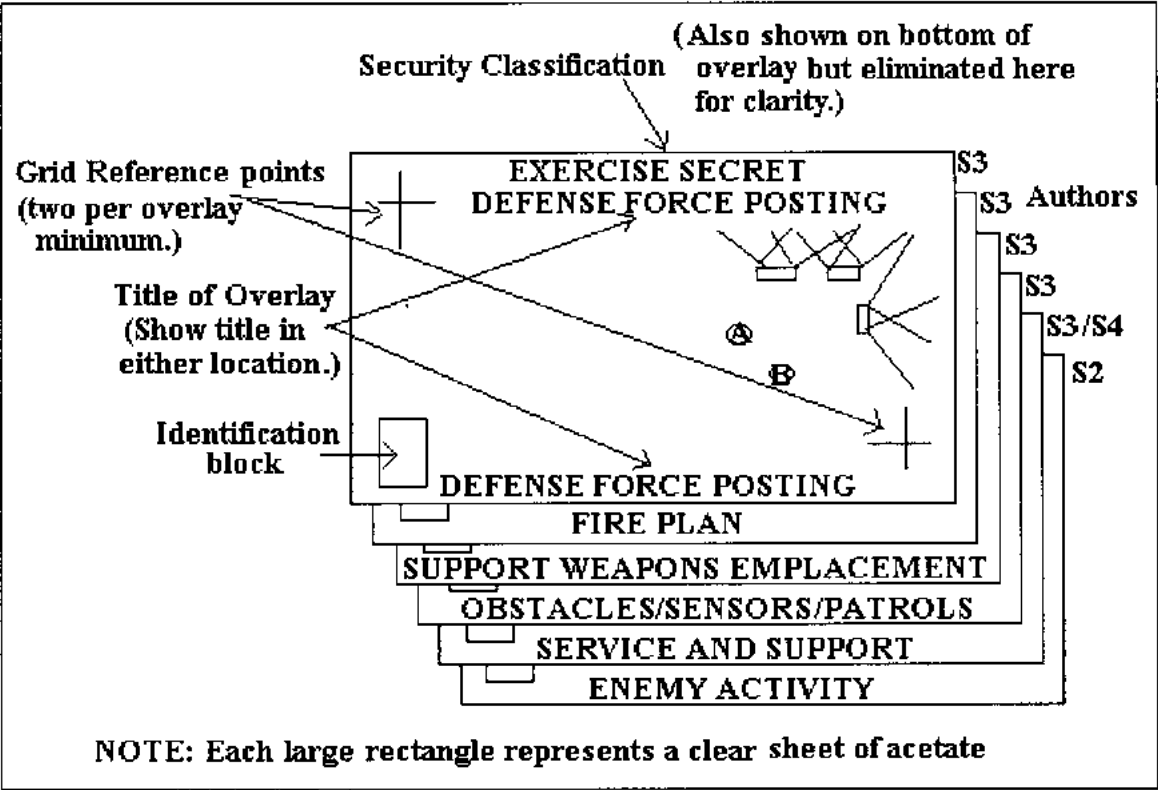 (Also shown on bottom of
Security Classification
overlay but eliminated here
for clarity.)
Grid Reference points
(two per overlay
minimum.)
EXERCISE SECRET
DEFENSE FORCE POSTING
S3
S3
Authors
S3
S3
S3/S4
S2
Title of Overlay
(Show title in
either location.)
A
B
Identification
block
DEFENSE FORCE POSTING
FIRE PLAN
SUPPORT WEAPONS EMPLACEMENT
OBSTACLES/SENSORS/PATROLS
SERVICE AND SUPPORT
ENEMY ACTIVITY
NOTE: Each large rectangle represents a clear sheet of acetate